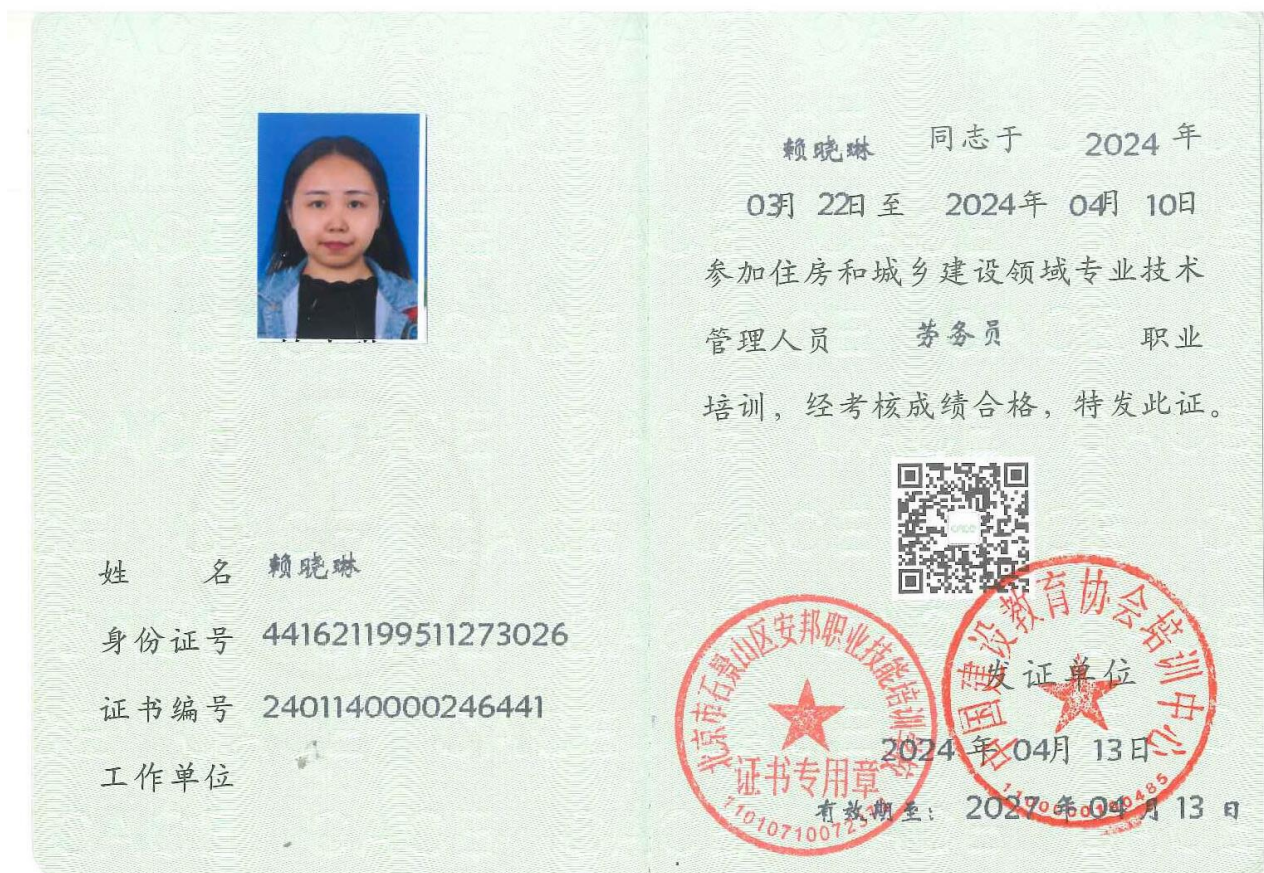 姓 名 赖晓琳
身份证号 441621199511273026
证书编号 2401140000246441
工作单位
赖晓琳 同志于 2024 年
03月 22日 至 2024年 04月 10日
参加住房和城乡建设领域专业技术
管理人员 劳务员 职业
培训，经考核成绩合格，特发此证。
中国建设教育协会培训中心
北京市石景山区安邦职业技能培训学校
发证单位
2024 年 04月 13日
证书专用章
有效期至： 2027 年 04 月 13 日